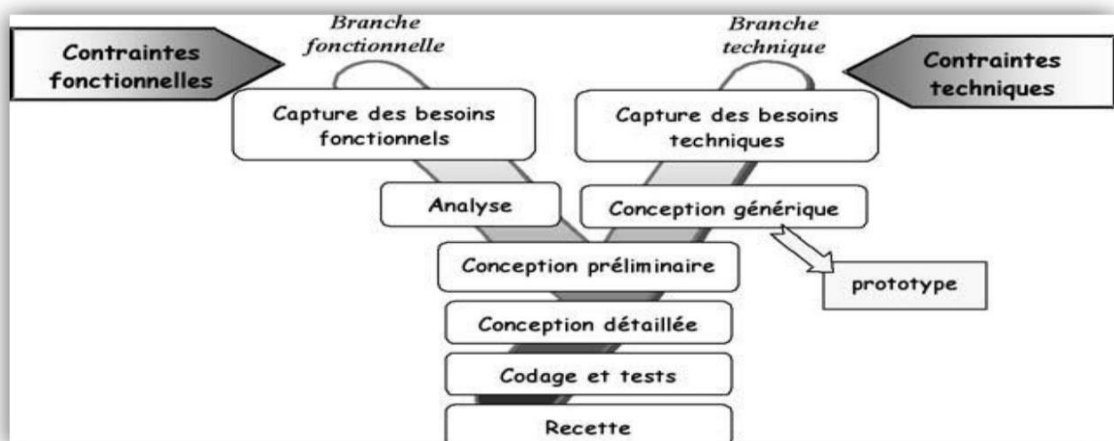 Branche
fonctionnelle
Branche
technique
Contraintes
fonctionnelles
Contraintes
techniques
Capture des besoins
fonctionnels
Capture des besoins
techniques
Analyse
Conception générique
Conception préliminaire
prototype
Conception détaillée
Codage et tests
Recette